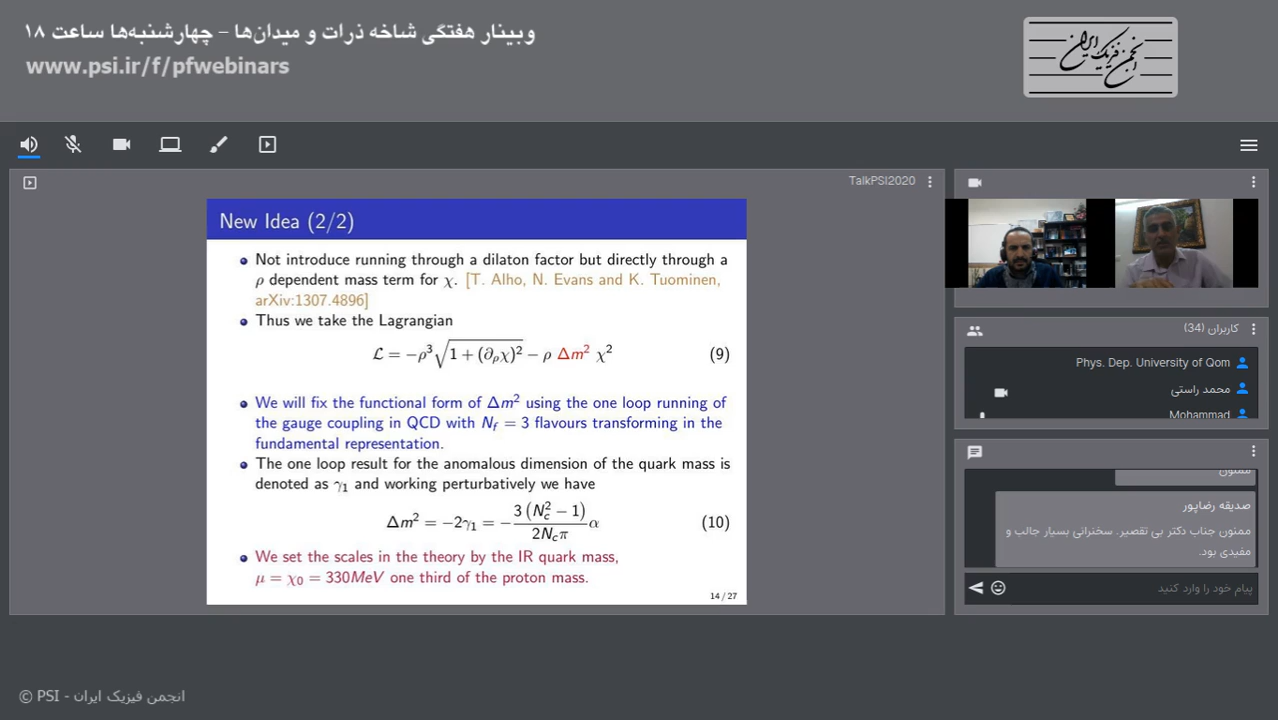 وبینار هفتگی شاخه ذرات و میدان‌ها – چهارشنبه‌ها ساعت ۱۸
www.psi.ir/f/pfwebinars
انجمن فیزیک ایران
TalkPSI2020
New Idea (2/2)
Not introduce running through a dilaton factor but directly through a
ρ dependent mass term for χ. [T. Alho, N. Evans and K. Tuominen,
arXiv:1307.4896]
Thus we take the Lagrangian
ℒ = −ρ³√(1 + (∂ρχ)²) − ρ Δm² χ² (9)
We will fix the functional form of Δm² using the one loop running of
the gauge coupling in QCD with N_f = 3 flavours transforming in the
fundamental representation.
The one loop result for the anomalous dimension of the quark mass is
denoted as γ₁ and working perturbatively we have
Δm² = −2γ₁ = −(3 (N_c² − 1))/(2N_cπ) α (10)
We set the scales in the theory by the IR quark mass,
μ = χ₀ = 330MeV one third of the proton mass.
14 / 27
کاربران (34)
Phys. Dep. University of Qom
محمد راستی
Mohammad
ممنون
صدیقه رضاپور
ممنون جناب دکتر بی تقصیر. سخنرانی بسیار جالب و
مفیدی بود.
پیام خود را وارد کنید
© PSI - انجمن فیزیک ایران